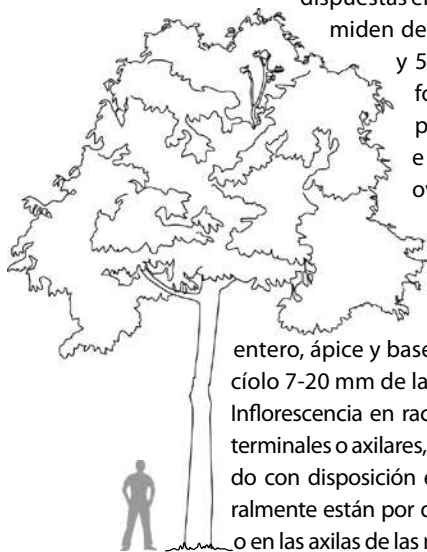 dispuestas en
miden de
y 5
fo
p
e
ov
entero, ápice y base
cíolo 7-20 mm de la
Inflorescencia en rac
terminales o axilares,
do con disposición e
ralmente están por d
o en las axilas de las r